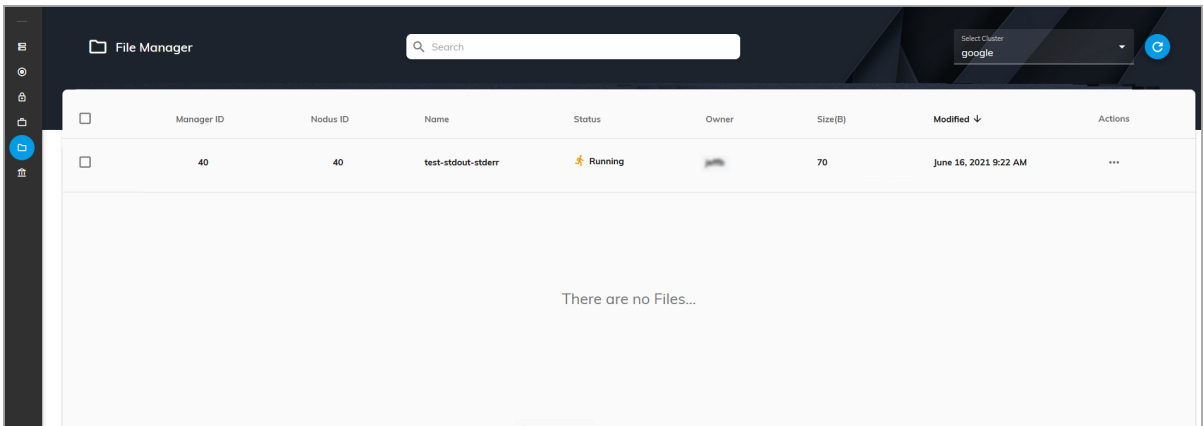 File Manager
Search
Select Cluster
google
Manager ID Nodus ID Name Status Owner Size(B) Modified Actions
40 40 test-stdout-stderr Running 70 June 16, 2021 9:22 AM
There are no Files...